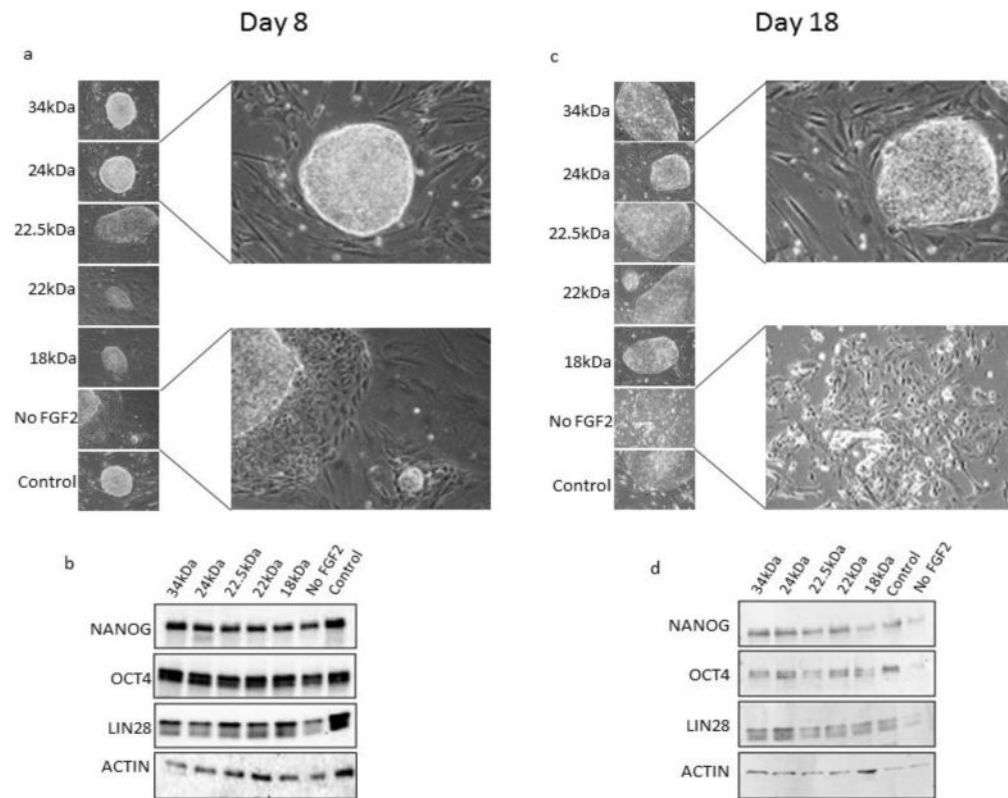 Day 8
Day 18
a
34kDa
24kDa
22.5kDa
22kDa
18kDa
No FGF2
Control
c
34kDa
24kDa
22.5kDa
22kDa
18kDa
No FGF2
Control
b
34kDa 24kDa 22.5kDa 22kDa 18kDa No FGF2 Control
NANOG
OCT4
LIN28
ACTIN
d
34kDa 24kDa 22.5kDa 22kDa 18kDa Control No FGF2
NANOG
OCT4
LIN28
ACTIN